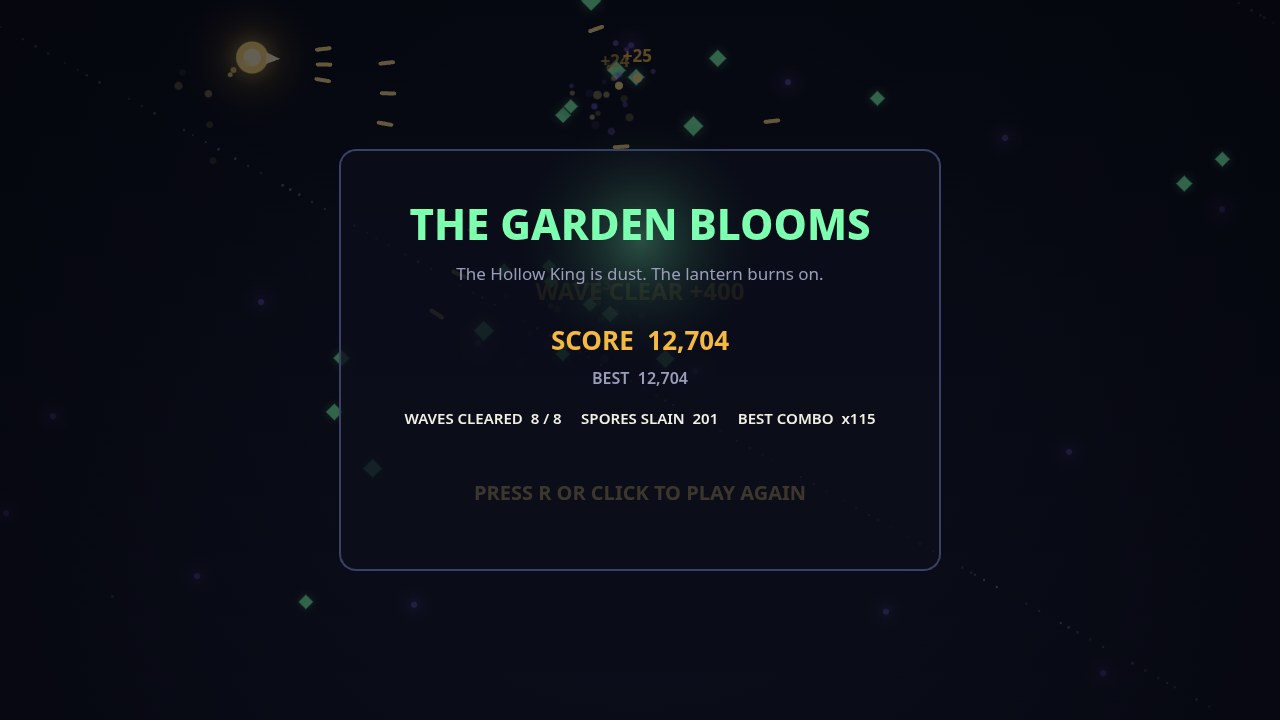 +24
+25
THE GARDEN BLOOMS
The Hollow King is dust. The lantern burns on.
WAVE CLEAR +400
SCORE 12,704
BEST 12,704
WAVES CLEARED 8 / 8 SPORES SLAIN 201 BEST COMBO x115
PRESS R OR CLICK TO PLAY AGAIN